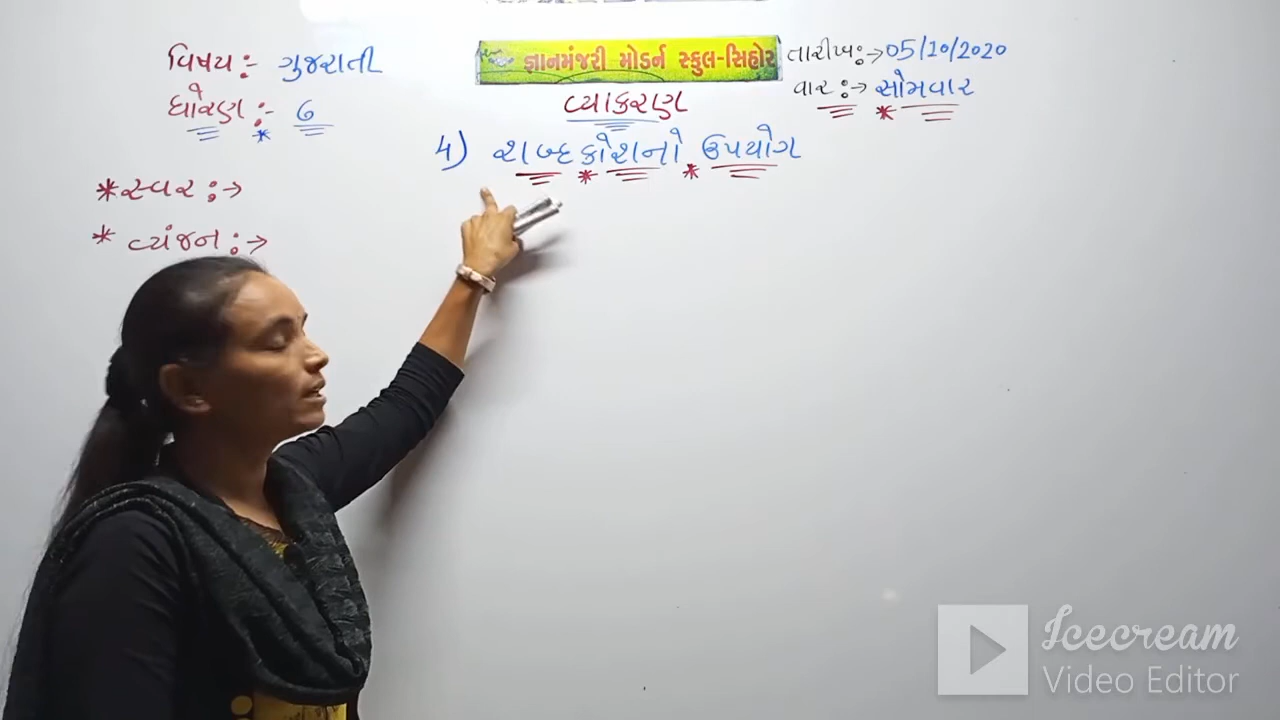 વિષય:- ગુજરાતી
ધોરણ:- ૭
જ્ઞાનમંજરી મોડર્ન સ્કુલ-સિહોર
તારીખ:→05/10/2020
વાર:→ સોમવાર
વ્યાકરણ
4) શબ્દકોશનો ઉપયોગ
*સ્વર:→
* વ્યંજન:→
Icecream
Video Editor